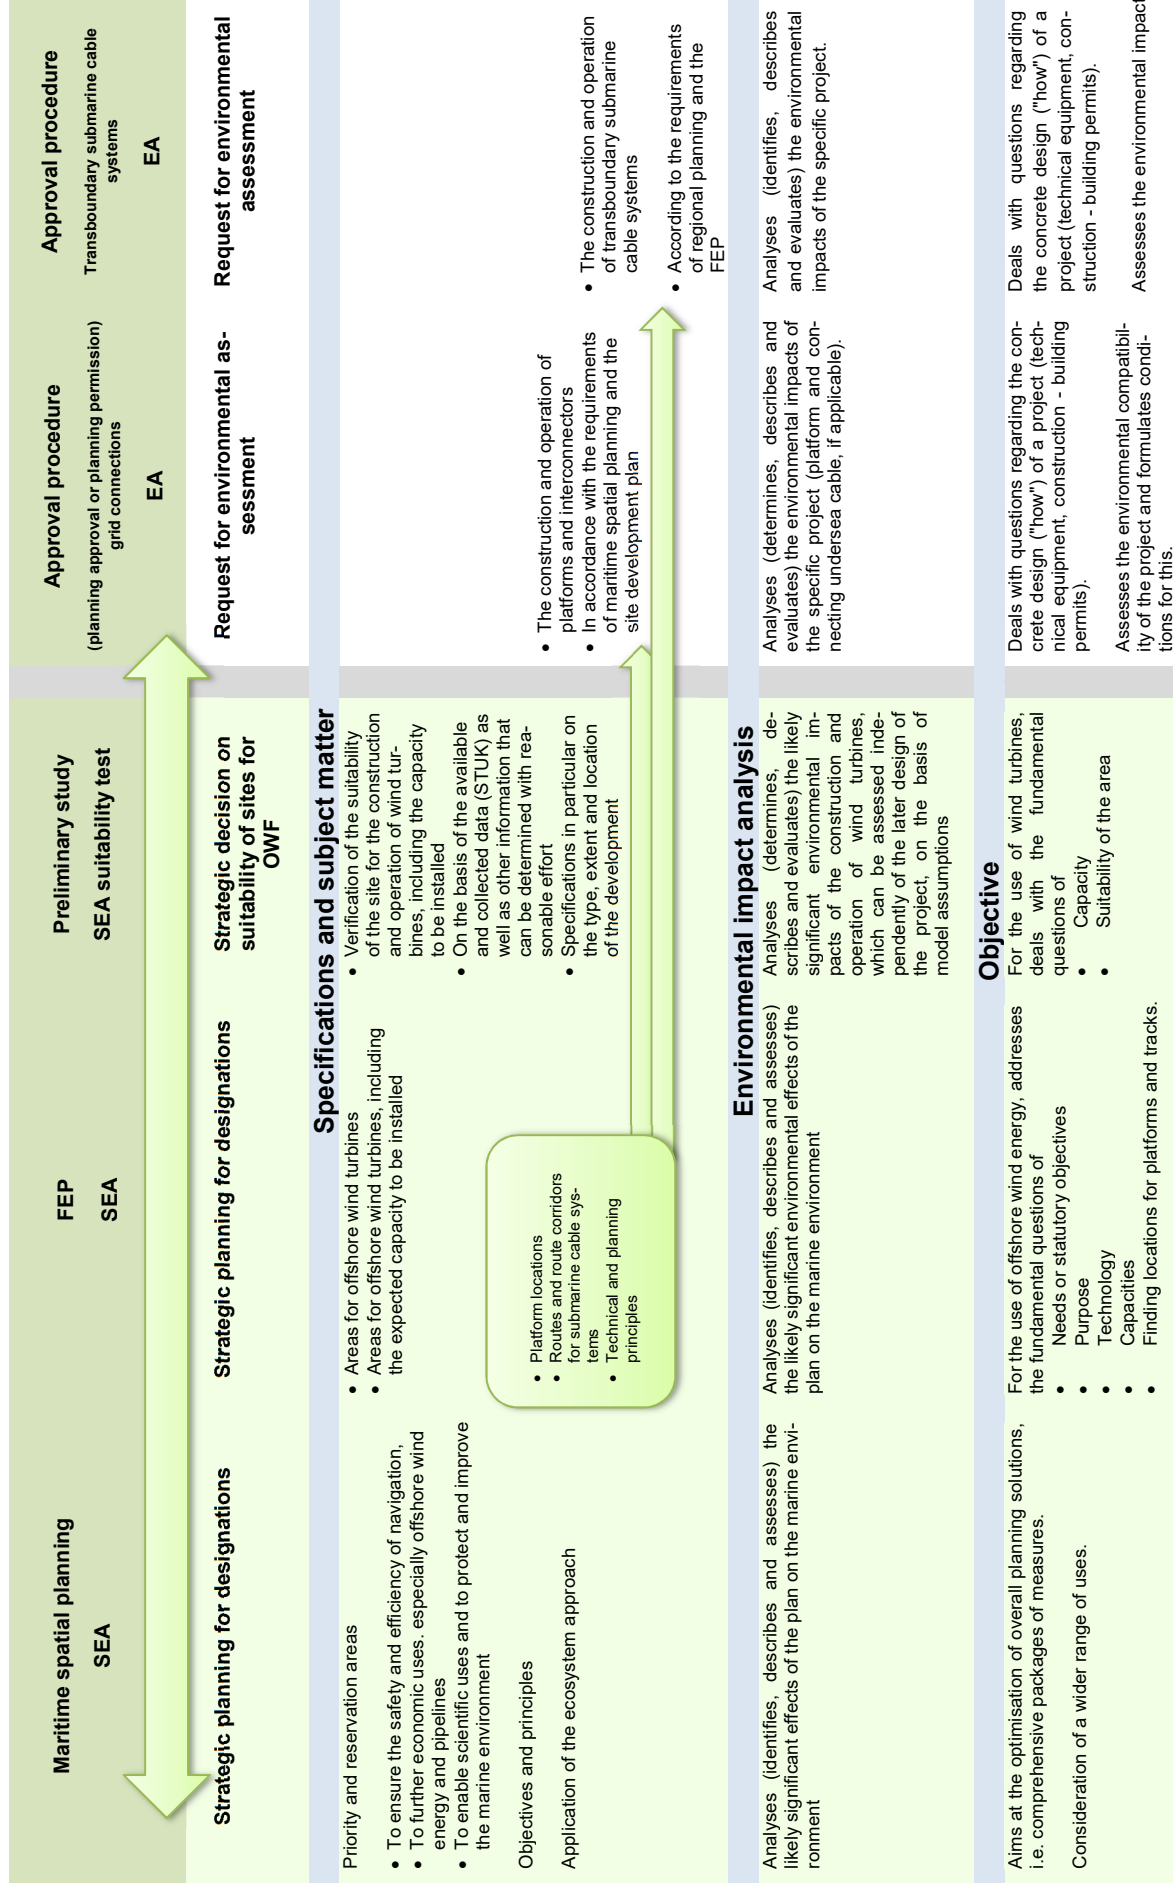 Maritime spatial planning
SEA
FEP
SEA
Preliminary study
SEA suitability test
Approval procedure
(planning approval or planning permission)
grid connections
EA
Approval procedure
Transboundary submarine cable
systems
EA
Strategic planning for designations
Strategic planning for designations
Strategic decision on
suitability of sites for
OWF
Request for environmental as-
sessment
Request for environmental
assessment
Specifications and subject matter
Priority and reservation areas
• To ensure the safety and efficiency of navigation,
• To further economic uses. especially offshore wind
energy and pipelines
• To enable scientific uses and to protect and improve
the marine environment
Objectives and principles
Application of the ecosystem approach
• Areas for offshore wind turbines
• Areas for offshore wind turbines, including
the expected capacity to be installed
• Platform locations
• Routes and route corridors
for submarine cable sys-
tems
• Technical and planning
principles
• Verification of the suitability
of the site for the construction
and operation of wind tur-
bines, including the capacity
to be installed
• On the basis of the available
and collected data (STUK) as
well as other information that
can be determined with rea-
sonable effort
• Specifications in particular on
the type, extent and location
of the development
• The construction and operation of
platforms and interconnectors
• In accordance with the requirements
of maritime spatial planning and the
site development plan
• The construction and operation
of transboundary submarine
cable systems
• According to the requirements
of regional planning and the
FEP
Environmental impact analysis
Analyses (identifies, describes and assesses) the
likely significant effects of the plan on the marine envi-
ronment
Analyses (identifies, describes and assesses)
the likely significant environmental effects of the
plan on the marine environment
Analyses (determines, de-
scribes and evaluates) the likely
significant environmental im-
pacts of the construction and
operation of wind turbines,
which can be assessed inde-
pendently of the later design of
the project, on the basis of
model assumptions
Analyses (determines, describes and
evaluates) the environmental impacts of
the specific project (platform and con-
necting undersea cable, if applicable).
Analyses (identifies, describes
and evaluates) the environmental
impacts of the specific project.
Objective
Aims at the optimisation of overall planning solutions,
i.e. comprehensive packages of measures.
Consideration of a wider range of uses.
For the use of offshore wind energy, addresses
the fundamental questions of
• Needs or statutory objectives
• Purpose
• Technology
• Capacities
• Finding locations for platforms and tracks.
For the use of wind turbines,
deals with the fundamental
questions of
• Capacity
• Suitability of the area
Deals with questions regarding the con-
crete design ("how") of a project (tech-
nical equipment, construction - building
permits).
Assesses the environmental compatibil-
ity of the project and formulates condi-
tions for this.
Deals with questions regarding
the concrete design ("how") of a
project (technical equipment, con-
struction - building permits).
Assesses the environmental impact